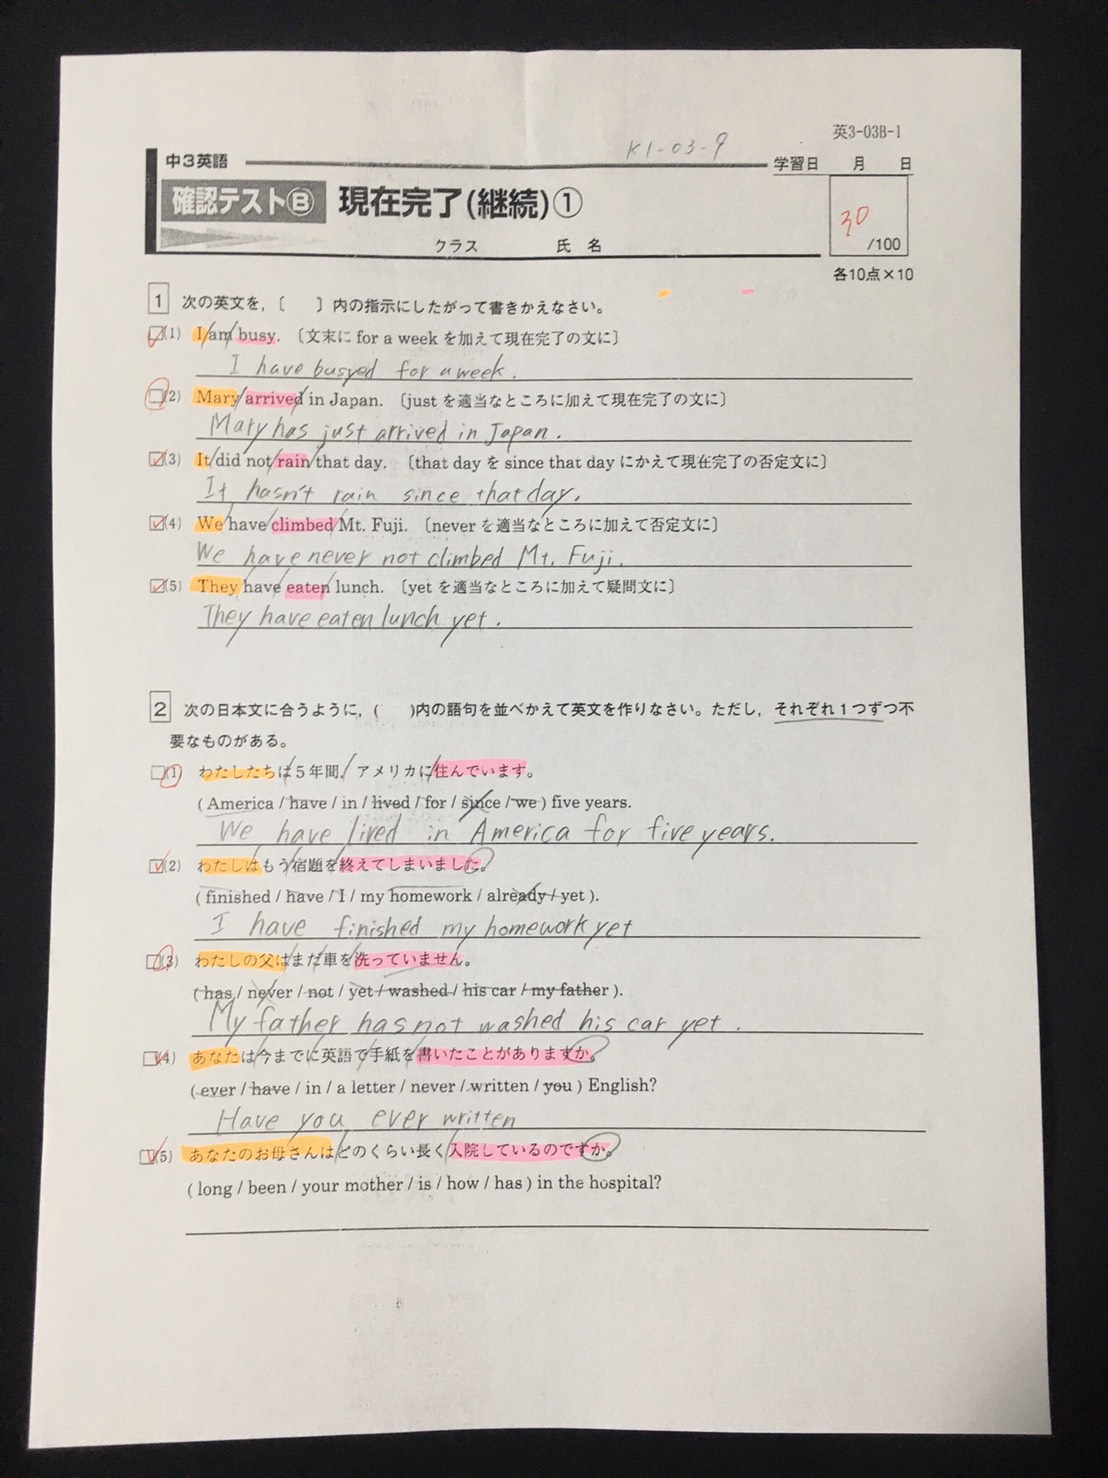 英3-03B-1
K1-03-9
中3英語
学習日 月 日
確認テストⒷ 現在完了(継続)①
30
/100
クラス 氏 名
各10点×10
1 次の英文を,〔 〕内の指示にしたがって書きかえなさい。
(1) I am busy. 〔文末に for a week を加えて現在完了の文に〕
I have busyed for a week.
(2) Mary arrived in Japan. 〔just を適当なところに加えて現在完了の文に〕
Mary has just arrived in Japan.
(3) It did not rain that day. 〔that day を since that day にかえて現在完了の否定文に〕
It hasn't rain since that day.
(4) We have climbed Mt. Fuji. 〔never を適当なところに加えて否定文に〕
We have never not climbed Mt. Fuji.
(5) They have eaten lunch. 〔yet を適当なところに加えて疑問文に〕
They have eaten lunch yet.
2 次の日本文に合うように,( )内の語句を並べかえて英文を作りなさい。ただし,それぞれ1つずつ不
要なものがある。
(1) わたしたちは5年間,アメリカに住んでいます。
( America / have / in / lived / for / since / we ) five years.
We have lived in America for five years.
(2) わたしはもう宿題を終えてしまいました。
( finished / have / I / my homework / already / yet ).
I have finished my homework yet
(3) わたしの父はまだ車を洗っていません。
( has / never / not / yet / washed / his car / my father ).
My father has not washed his car yet.
(4) あなたは今までに英語で手紙を書いたことがありますか。
( ever / have / in / a letter / never / written / you ) English?
Have you ever written
(5) あなたのお母さんはどのくらい長く入院しているのですか。
( long / been / your mother / is / how / has ) in the hospital?